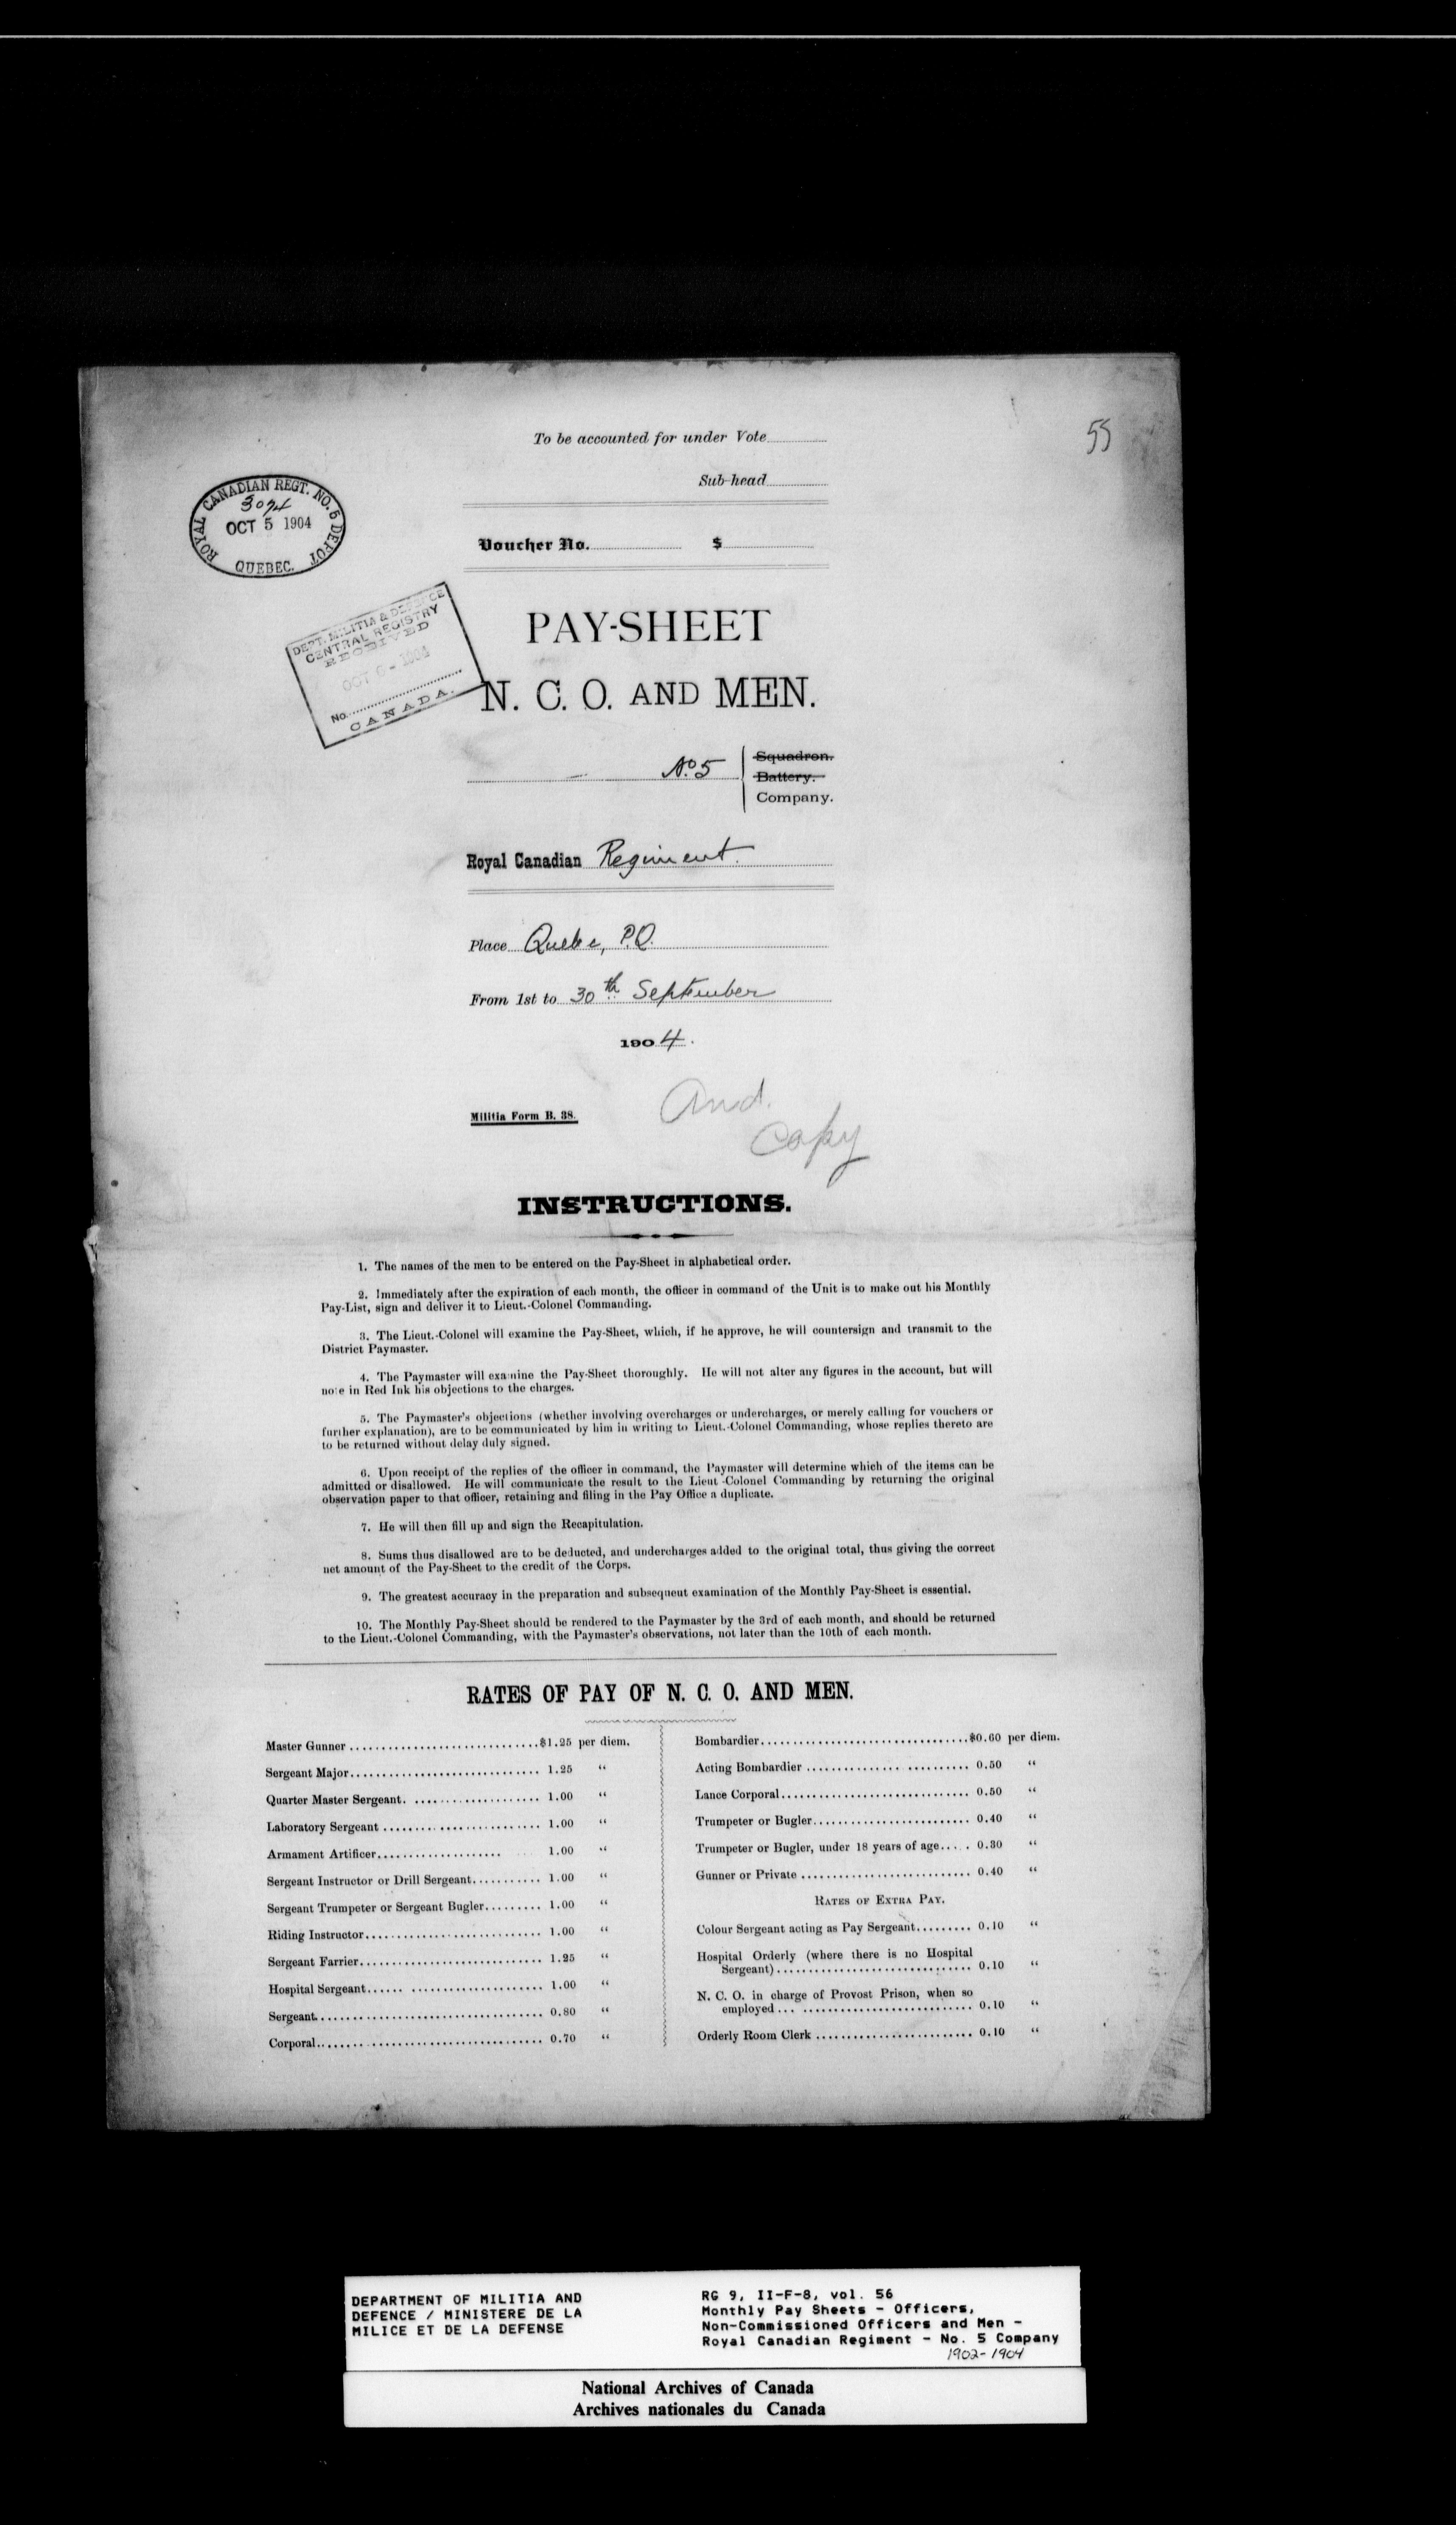 To be accounted for under Vote
55
Sub-head
ROYAL CANADIAN REGT. NO. 5 DEPOT
3094
OCT 5 1904
QUEBEC.
Voucher No. $
DEPT. MILITIA & DEFENCE
CENTRAL REGISTRY
RECEIVED
OCT 6 - 1904
No.
CANADA.
PAY-SHEET
N. C. O. AND MEN.
Squadron.
No 5 Battery.
Company.
Royal Canadian Regiment.
Place Quebec, P.Q.
From 1st to 30th September
1904.
Militia Form B. 38.
Copy
INSTRUCTIONS.
1. The names of the men to be entered on the Pay-Sheet in alphabetical order.
2. Immediately after the expiration of each month, the officer in command of the Unit is to make out his Monthly
Pay-List, sign and deliver it to Lieut.-Colonel Commanding.
3. The Lieut.-Colonel will examine the Pay-Sheet, which, if he approve, he will countersign and transmit to the
District Paymaster.
4. The Paymaster will examine the Pay-Sheet thoroughly. He will not alter any figures in the account, but will
note in Red Ink his objections to the charges.
5. The Paymaster's objections (whether involving overcharges or undercharges, or merely calling for vouchers or
further explanation), are to be communicated by him in writing to Lieut.-Colonel Commanding, whose replies thereto are
to be returned without delay duly signed.
6. Upon receipt of the replies of the officer in command, the Paymaster will determine which of the items can be
admitted or disallowed. He will communicate the result to the Lieut-Colonel Commanding by returning the original
observation paper to that officer, retaining and filing in the Pay Office a duplicate.
7. He will then fill up and sign the Recapitulation.
8. Sums thus disallowed are to be deducted, and undercharges added to the original total, thus giving the correct
net amount of the Pay-Sheet to the credit of the Corps.
9. The greatest accuracy in the preparation and subsequent examination of the Monthly Pay-Sheet is essential.
10. The Monthly Pay-Sheet should be rendered to the Paymaster by the 3rd of each month, and should be returned
to the Lieut.-Colonel Commanding, with the Paymaster's observations, not later than the 10th of each month.
RATES OF PAY OF N. C. O. AND MEN.
Master Gunner $1.25 per diem.
Sergeant Major 1.25 "
Quarter Master Sergeant. 1.00 "
Laboratory Sergeant 1.00 "
Armament Artificer 1.00 "
Sergeant Instructor or Drill Sergeant 1.00 "
Sergeant Trumpeter or Sergeant Bugler 1.00 "
Riding Instructor 1.00 "
Sergeant Farrier 1.25 "
Hospital Sergeant 1.00 "
Sergeant 0.80 "
Corporal 0.70 "
Bombardier $0.60 per diem.
Acting Bombardier 0.50 "
Lance Corporal 0.50 "
Trumpeter or Bugler 0.40 "
Trumpeter or Bugler, under 18 years of age 0.30 "
Gunner or Private 0.40 "
RATES OF EXTRA PAY.
Colour Sergeant acting as Pay Sergeant 0.10 "
Hospital Orderly (where there is no Hospital
Sergeant) 0.10 "
N. C. O. in charge of Provost Prison, when so
employed 0.10 "
Orderly Room Clerk 0.10 "
DEPARTMENT OF MILITIA AND
DEFENCE / MINISTERE DE LA
MILICE ET DE LA DEFENSE
RG 9, II-F-8, vol. 56
Monthly Pay Sheets - Officers,
Non-Commissioned Officers and Men -
Royal Canadian Regiment - No. 5 Company
1902-1904
National Archives of Canada
Archives nationales du Canada